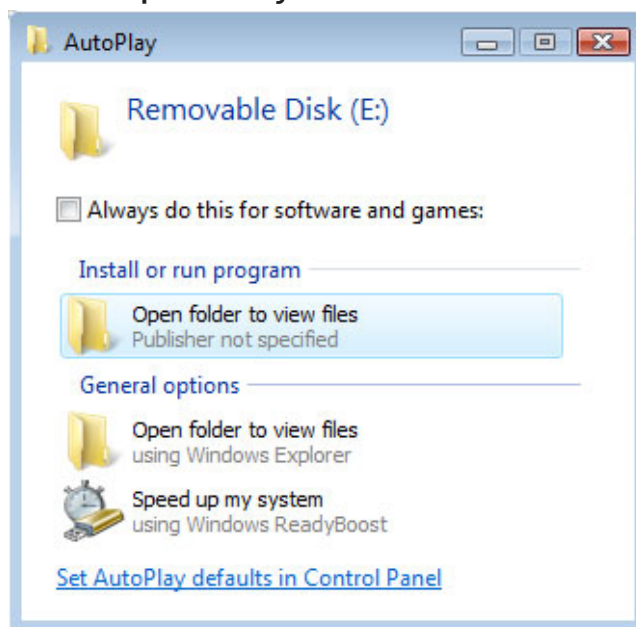 AutoPlay
Removable Disk (E:)
Always do this for software and games:
Install or run program
Open folder to view files
Publisher not specified
General options
Open folder to view files
using Windows Explorer
Speed up my system
using Windows ReadyBoost
Set AutoPlay defaults in Control Panel